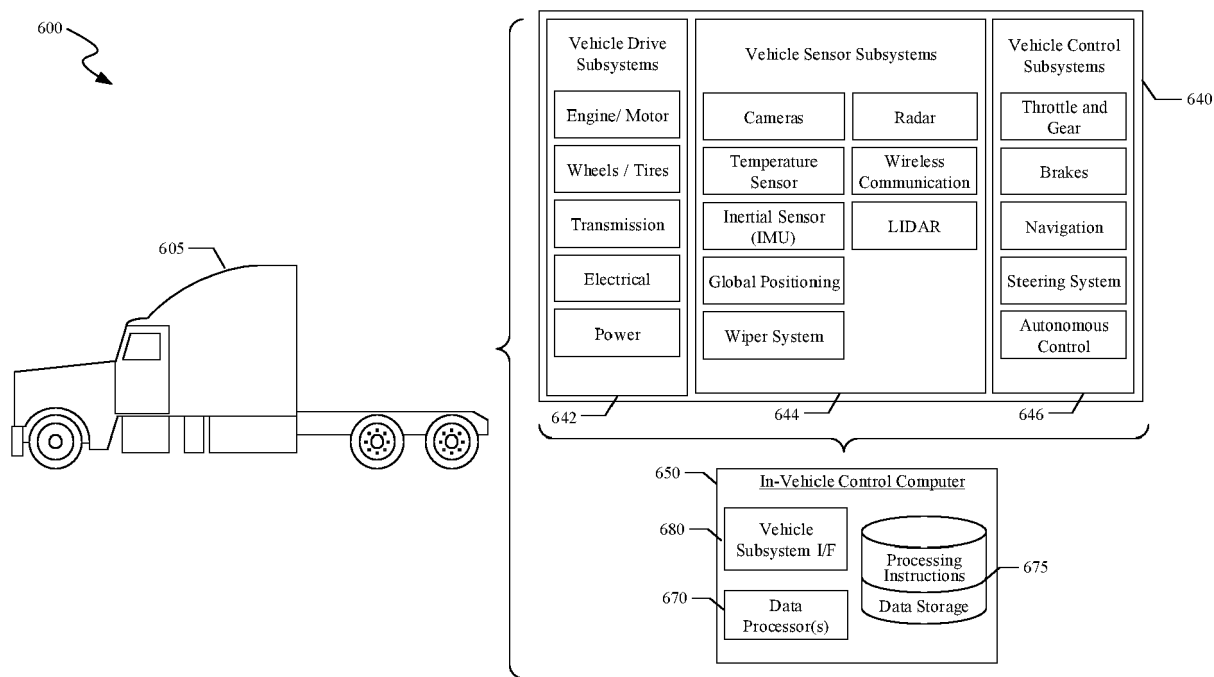 600
605
Vehicle Drive
Subsystems
Engine/ Motor
Wheels / Tires
Transmission
Electrical
Power
642
Vehicle Sensor Subsystems
Cameras
Radar
Temperature
Sensor
Wireless
Communication
Inertial Sensor
(IMU)
LIDAR
Global Positioning
Wiper System
644
Vehicle Control
Subsystems
Throttle and
Gear
Brakes
Navigation
Steering System
Autonomous
Control
646
640
650
In-Vehicle Control Computer
680
Vehicle
Subsystem I/F
670
Data
Processor(s)
Processing
Instructions
675
Data Storage